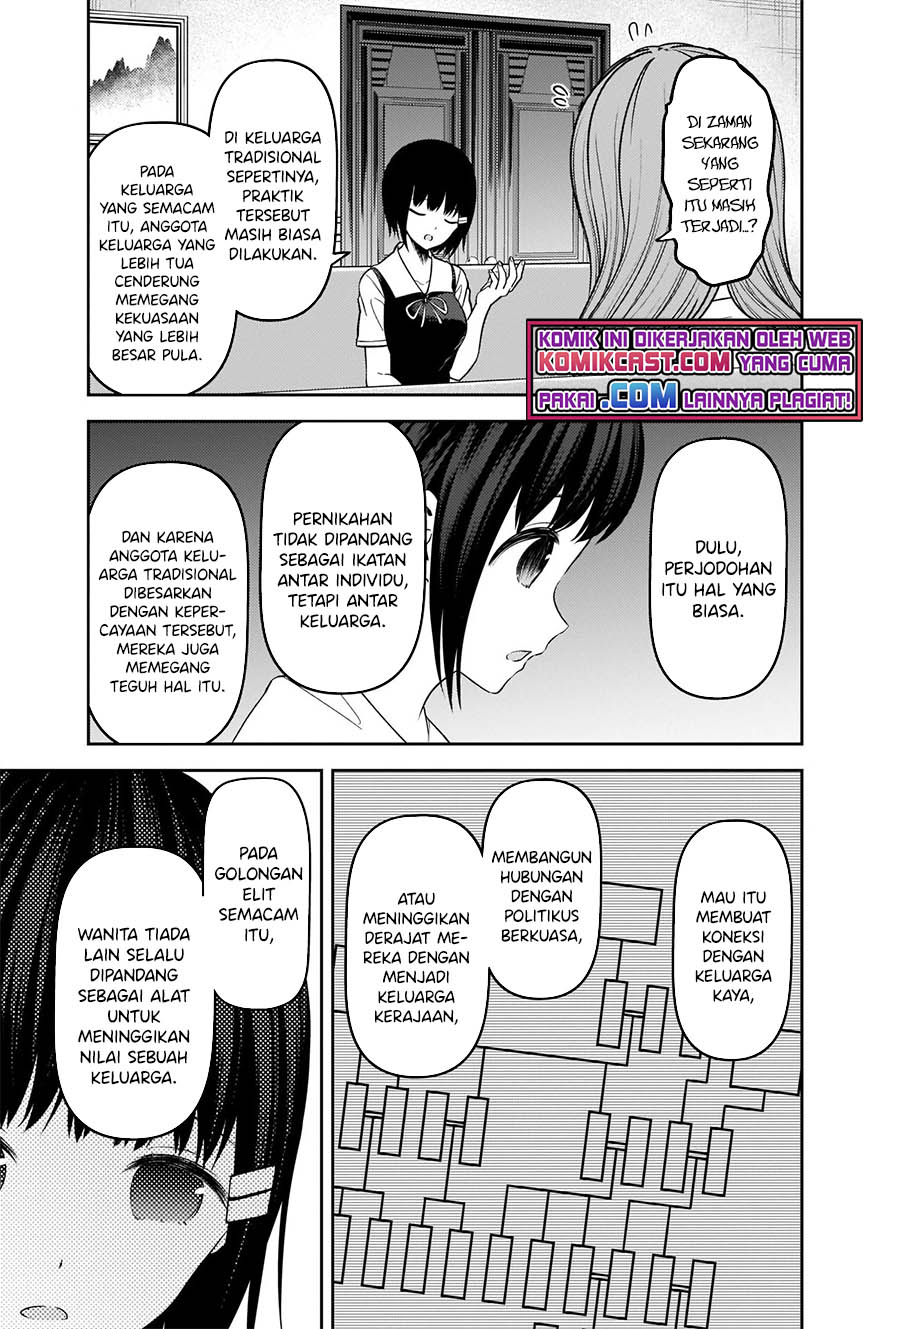 DI ZAMAN
SEKARANG
YANG
SEPERTI
ITU MASIH
TERJADI...?
DI KELUARGA
TRADISIONAL
SEPERTINYA,
PRAKTIK
TERSEBUT
MASIH BIASA
DILAKUKAN.
PADA
KELUARGA
YANG SEMACAM
ITU, ANGGOTA
KELUARGA YANG
LEBIH TUA
CENDERUNG
MEMEGANG
KEKUASAAN
YANG LEBIH
BESAR PULA.
KOMIK INI DIKERJAKAN OLEH WEB
KOMIKCAST.COM YANG CUMA
PAKAI .COM LAINNYA PLAGIAT!
DULU,
PERJODOHAN
ITU HAL YANG
BIASA.
PERNIKAHAN
TIDAK DIPANDANG
SEBAGAI IKATAN
ANTAR INDIVIDU,
TETAPI ANTAR
KELUARGA.
DAN KARENA
ANGGOTA KELU-
ARGA TRADISIONAL
DIBESARKAN
DENGAN KEPER-
CAYAAN TERSEBUT,
MEREKA JUGA
MEMEGANG
TEGUH HAL ITU.
MAU ITU
MEMBUAT
KONEKSI
DENGAN
KELUARGA
KAYA,
MEMBANGUN
HUBUNGAN
DENGAN
POLITIKUS
BERKUASA,
ATAU
MENINGGIKAN
DERAJAT ME-
REKA DENGAN
MENJADI
KELUARGA
KERAJAAN,
PADA
GOLONGAN
ELIT
SEMACAM
ITU,
WANITA TIADA
LAIN SELALU
DIPANDANG
SEBAGAI ALAT
UNTUK
MENINGGIKAN
NILAI SEBUAH
KELUARGA.